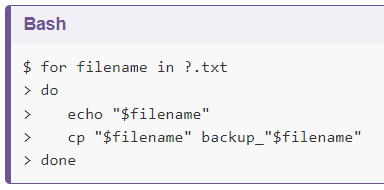 Bash
$ for filename in ?.txt
> do
>    echo "$filename"
>    cp "$filename" backup_"$filename"
> done